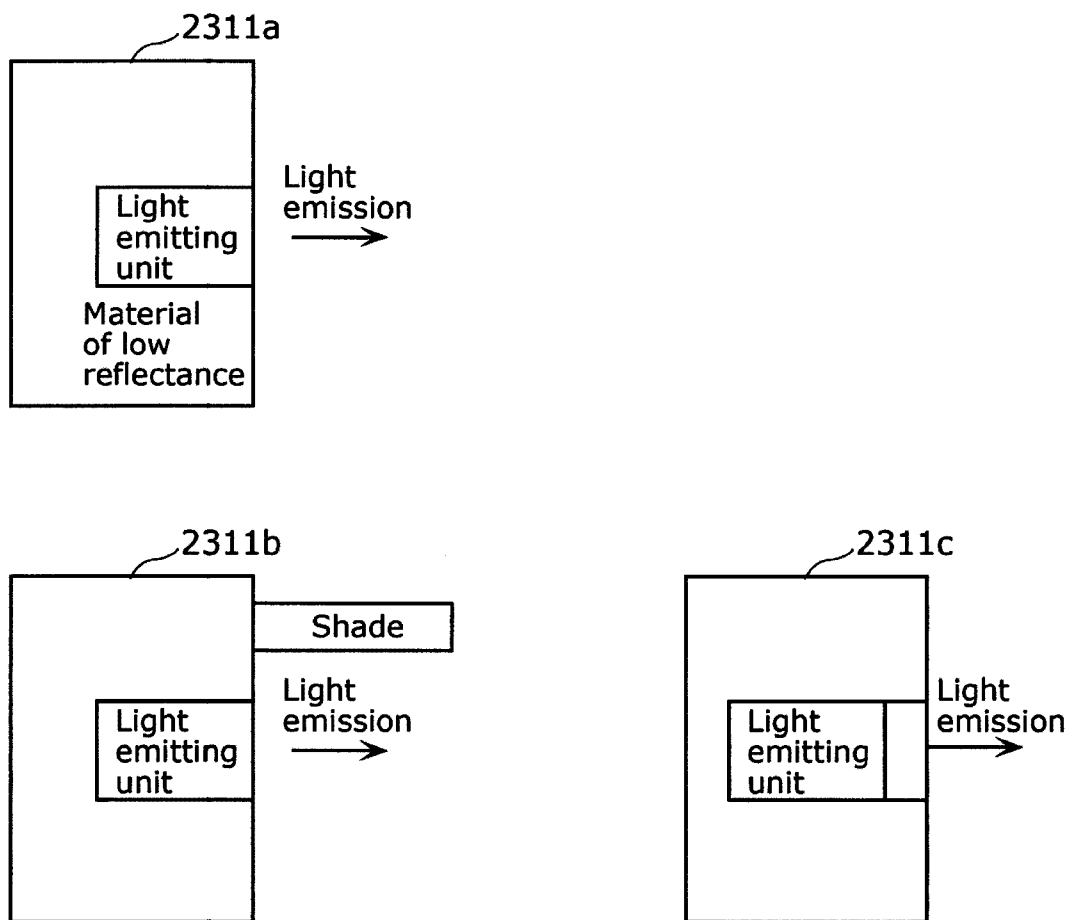 2311a
Light
emission
Light
emitting
unit
Material
of low
reflectance
2311b
Shade
Light
emission
Light
emitting
unit
2311c
Light
emission
Light
emitting
unit